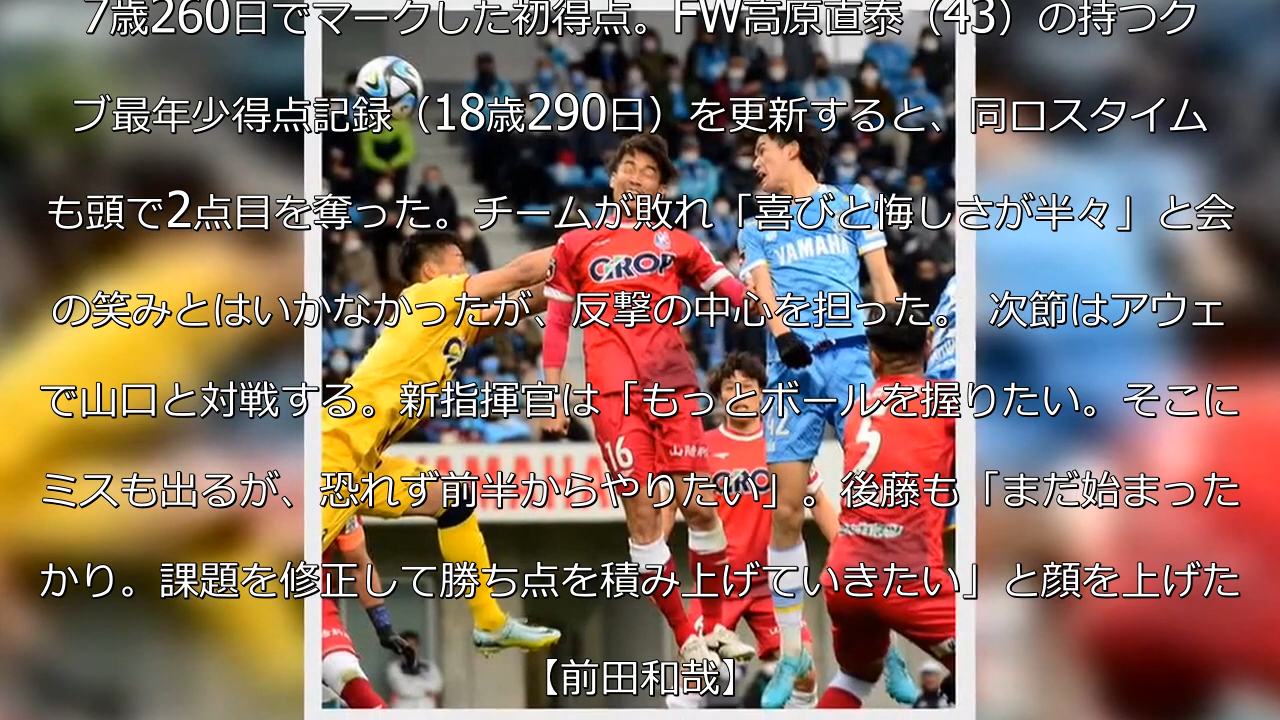 7歳260日でマークした初得点。FW高原直泰（43）の持つク
ブ最年少得点記録（18歳290日）を更新すると、同ロスタイム
も頭で2点目を奪った。チームが敗れ「喜びと悔しさが半々」と会
の笑みとはいかなかったが、反撃の中心を担った。 次節はアウェ
で山口と対戦する。新指揮官は「もっとボールを握りたい。そこに
ミスも出るが、恐れず前半からやりたい」。後藤も「まだ始まった
かり。課題を修正して勝ち点を積み上げていきたい」と顔を上げた
【前田和哉】
YAMAHA
GROP
16
山陸利
42
5
GROP